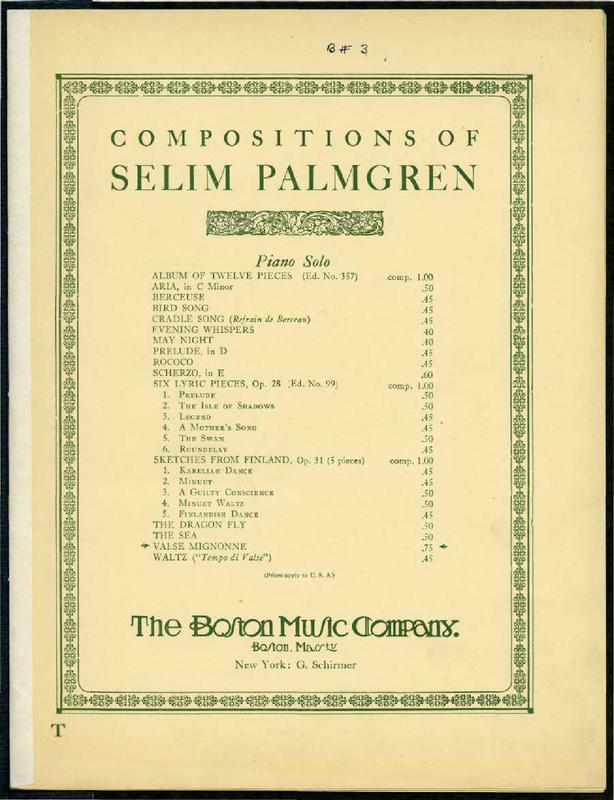 B# 3
COMPOSITIONS OF
SELIM PALMGREN
Piano Solo
ALBUM OF TWELVE PIECES (Ed. No. 357) comp. 1.00
ARIA, in C Minor .50
BERCEUSE .45
BIRD SONG .45
CRADLE SONG (Refrain de Berceau) .45
EVENING WHISPERS .40
MAY NIGHT .40
PRELUDE, in D .45
ROCOCO .45
SCHERZO, in E .60
SIX LYRIC PIECES, Op. 28 (Ed. No. 99) comp. 1.00
1. PRELUDE .50
2. THE ISLE OF SHADOWS .50
3. LEGEND .45
4. A MOTHER'S SONG .45
5. THE SWAN .50
6. ROUNDELAY .45
SKETCHES FROM FINLAND, Op. 31 (5 pieces) comp. 1.00
1. KARELIAN DANCE .45
2. MINUET .45
3. A GUILTY CONSCIENCE .50
4. MINUET WALTZ .50
5. FINLANDISH DANCE .45
THE DRAGON FLY .50
THE SEA .50
VALSE MIGNONNE .75
WALTZ ("Tempo di Valse") .45
(Prices apply to U. S. A.)
The Boston Music Company.
Boston, Mass.
New York: G. Schirmer
T